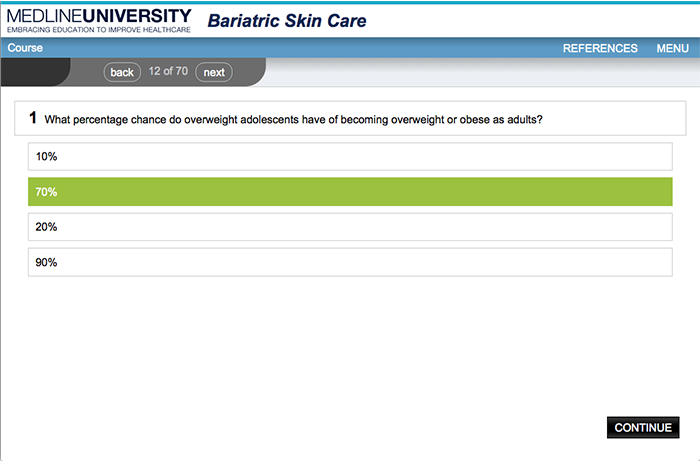 MEDLINEUNIVERSITY
EMBRACING EDUCATION TO IMPROVE HEALTHCARE
Bariatric Skin Care
Course
REFERENCES MENU
back 12 of 70 next
1 What percentage chance do overweight adolescents have of becoming overweight or obese as adults?
10%
70%
20%
90%
CONTINUE